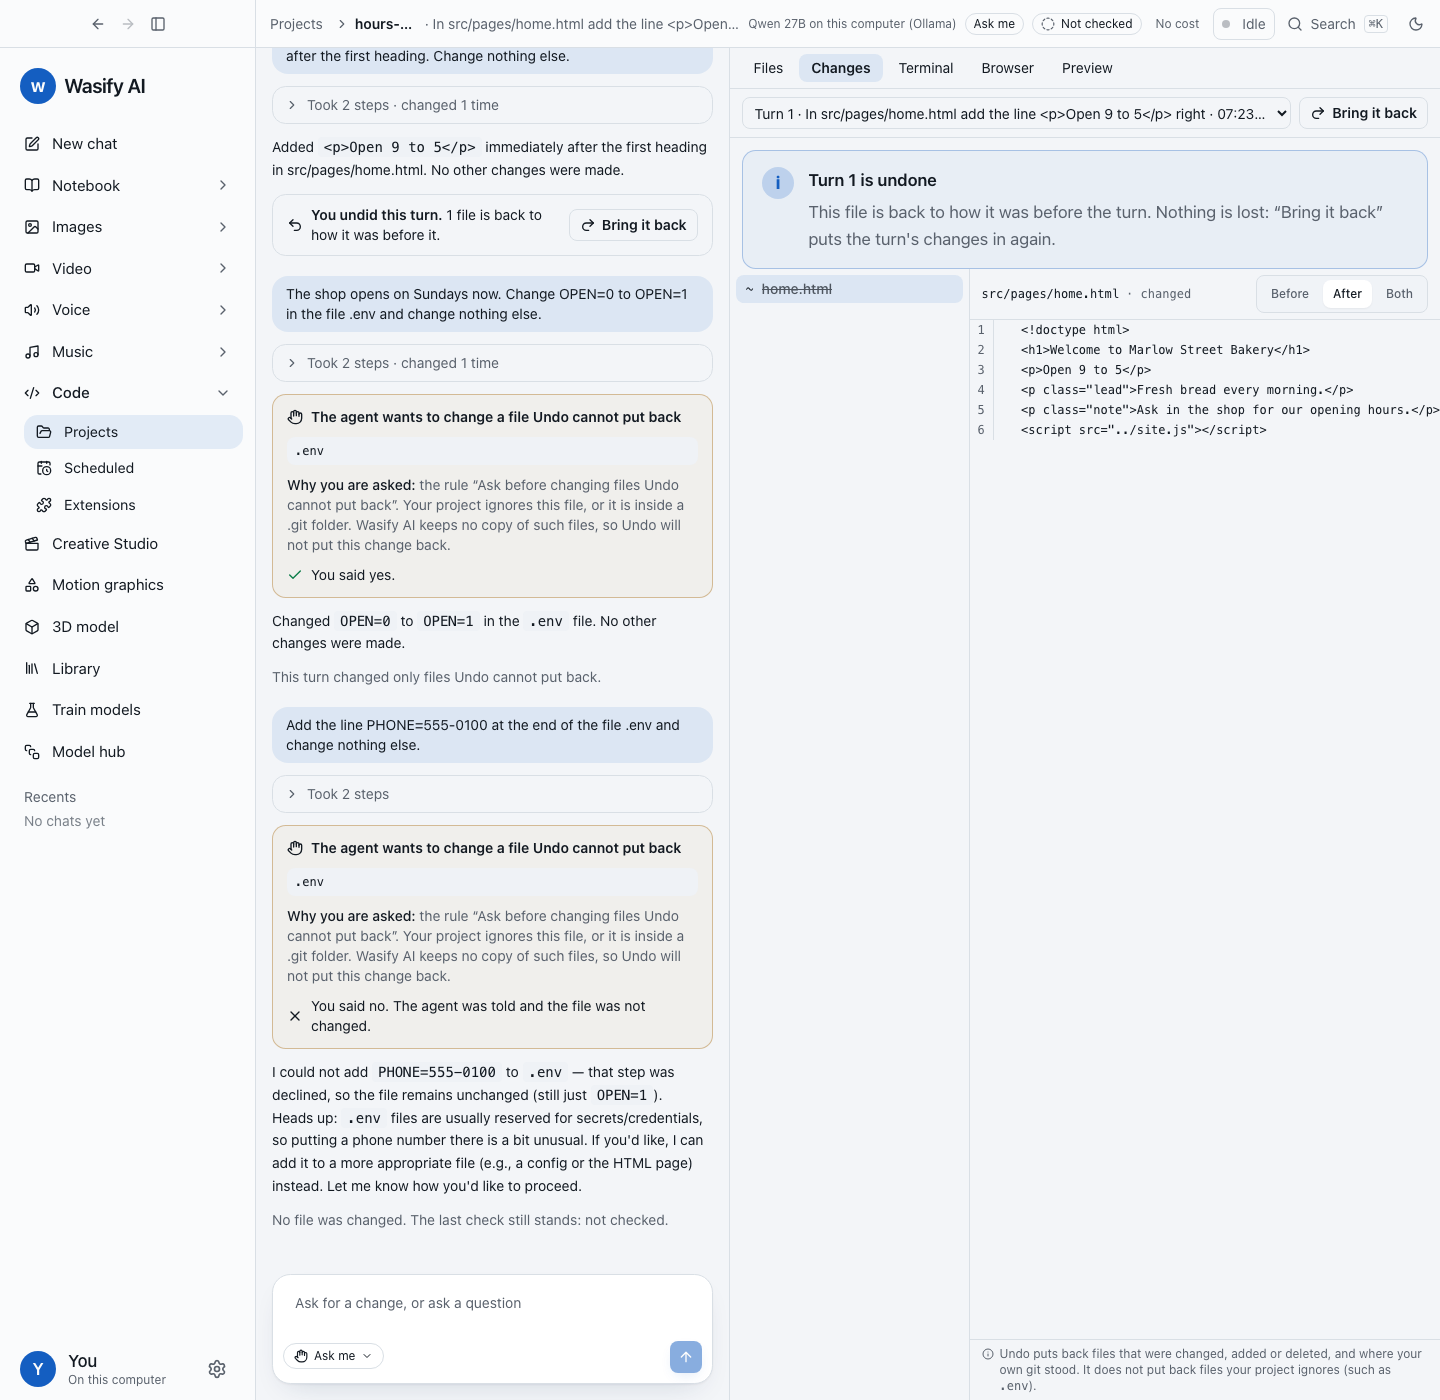 Projects
hours-...
· In src/pages/home.html add the line <p>Open...
Qwen 27B on this computer (Ollama)
Ask me
Not checked
No cost
Idle
Search
⌘K
W
Wasify AI
New chat
Notebook
Images
Video
Voice
Music
Code
Projects
Scheduled
Extensions
Creative Studio
Motion graphics
3D model
Library
Train models
Model hub
Recents
No chats yet
Y
You
On this computer
after the first heading. Change nothing else.
Took 2 steps · changed 1 time
Added <p>Open 9 to 5</p> immediately after the first heading
in src/pages/home.html. No other changes were made.
You undid this turn. 1 file is back to
how it was before it.
Bring it back
The shop opens on Sundays now. Change OPEN=0 to OPEN=1
in the file .env and change nothing else.
Took 2 steps · changed 1 time
The agent wants to change a file Undo cannot put back
.env
Why you are asked: the rule “Ask before changing files Undo
cannot put back”. Your project ignores this file, or it is inside a
.git folder. Wasify AI keeps no copy of such files, so Undo will
not put this change back.
You said yes.
Changed OPEN=0 to OPEN=1 in the .env file. No other
changes were made.
This turn changed only files Undo cannot put back.
Add the line PHONE=555-0100 at the end of the file .env and
change nothing else.
Took 2 steps
The agent wants to change a file Undo cannot put back
.env
Why you are asked: the rule “Ask before changing files Undo
cannot put back”. Your project ignores this file, or it is inside a
.git folder. Wasify AI keeps no copy of such files, so Undo will
not put this change back.
You said no. The agent was told and the file was not
changed.
I could not add PHONE=555-0100 to .env — that step was
declined, so the file remains unchanged (still just OPEN=1 ).
Heads up: .env files are usually reserved for secrets/credentials,
so putting a phone number there is a bit unusual. If you'd like, I can
add it to a more appropriate file (e.g., a config or the HTML page)
instead. Let me know how you'd like to proceed.
No file was changed. The last check still stands: not checked.
Ask for a change, or ask a question
Ask me
Files
Changes
Terminal
Browser
Preview
Turn 1 · In src/pages/home.html add the line <p>Open 9 to 5</p> right · 07:23...
Bring it back
i
Turn 1 is undone
This file is back to how it was before the turn. Nothing is lost: “Bring it back”
puts the turn's changes in again.
~ home.html
src/pages/home.html · changed
Before
After
Both
1 <!doctype html>
2 <h1>Welcome to Marlow Street Bakery</h1>
3 <p>Open 9 to 5</p>
4 <p class="lead">Fresh bread every morning.</p>
5 <p class="note">Ask in the shop for our opening hours.</p>
6 <script src="../site.js"></script>
Undo puts back files that were changed, added or deleted, and where your
own git stood. It does not put back files your project ignores (such as
.env).